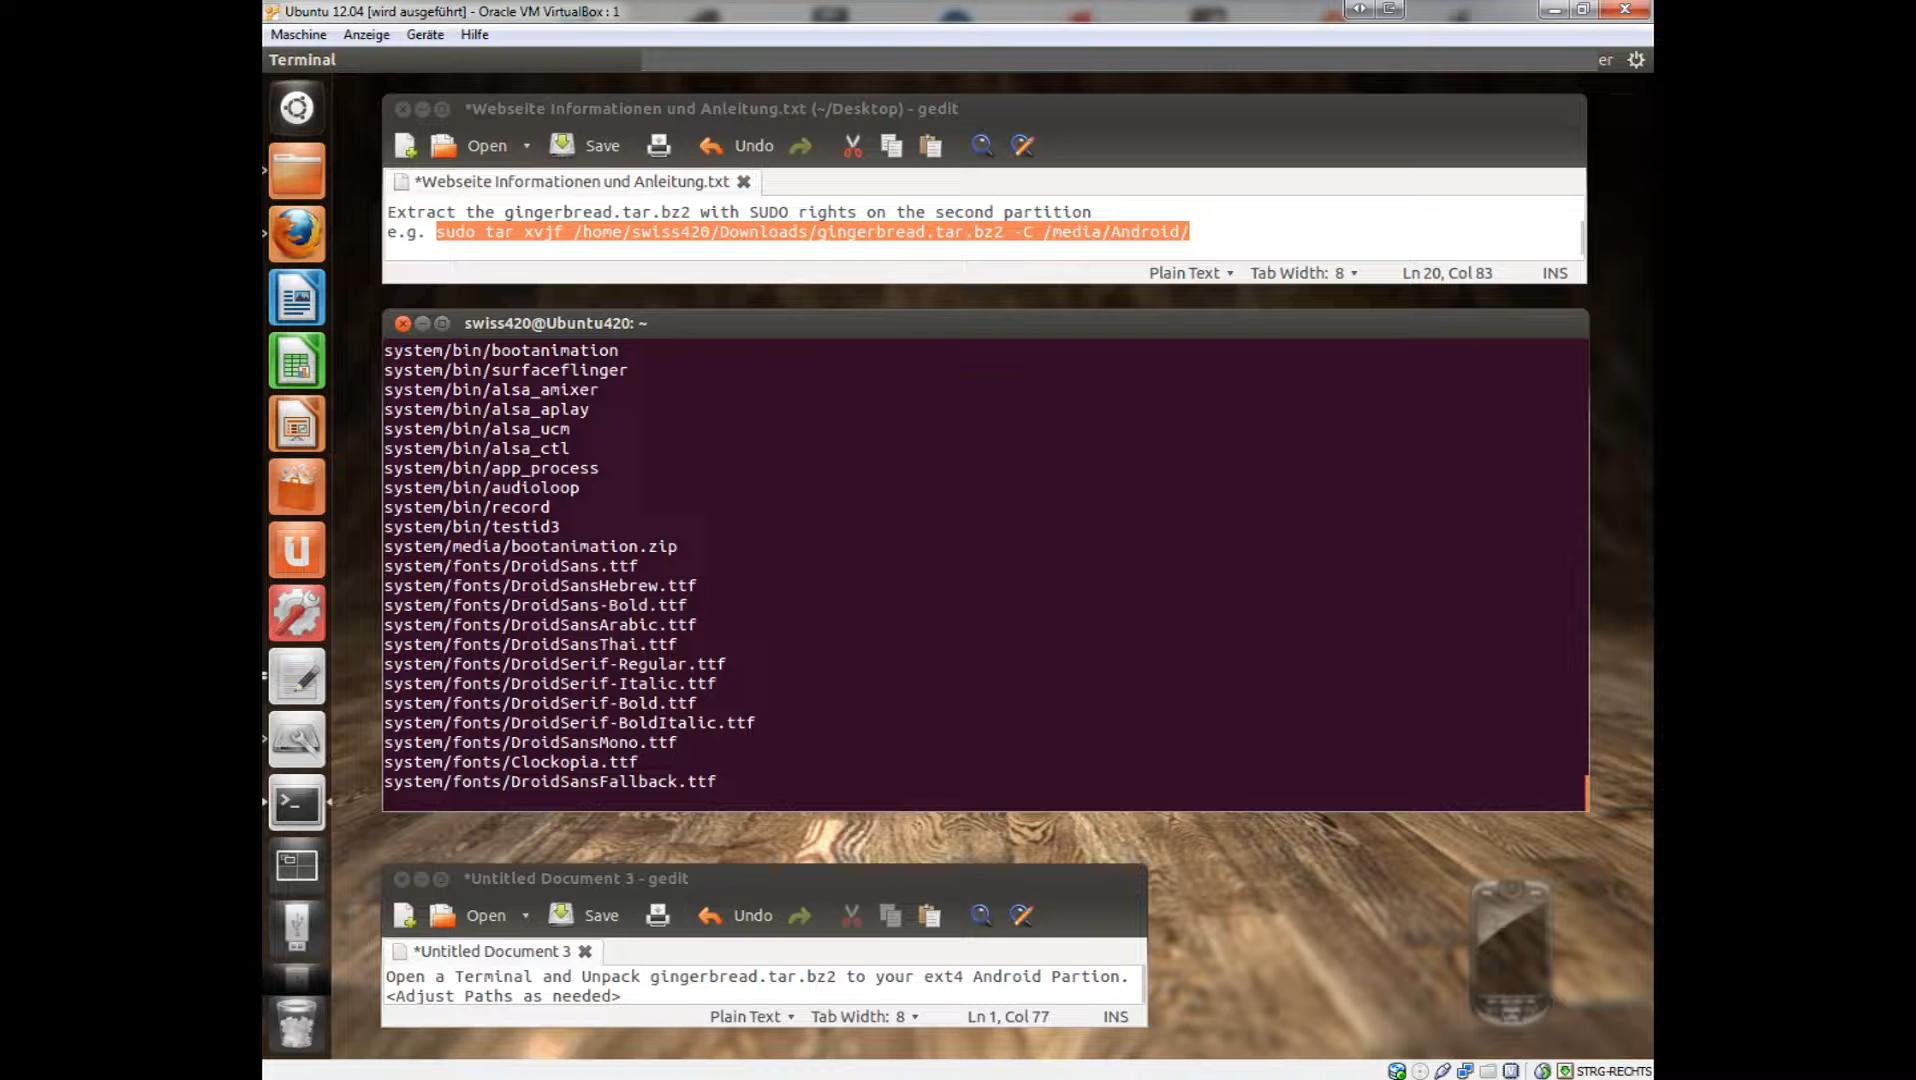 Ubuntu 12.04 [wird ausgeführt] - Oracle VM VirtualBox : 1
Maschine Anzeige Geräte Hilfe
Terminal
er
*Webseite Informationen und Anleitung.txt (~/Desktop) - gedit
Open Save Undo
*Webseite Informationen und Anleitung.txt
Extract the gingerbread.tar.bz2 with SUDO rights on the second partition
e.g. sudo tar xvjf /home/swiss420/Downloads/gingerbread.tar.bz2 -C /media/Android/
Plain Text Tab Width: 8 Ln 20, Col 83 INS
swiss420@Ubuntu420: ~
system/bin/bootanimation
system/bin/surfaceflinger
system/bin/alsa_amixer
system/bin/alsa_aplay
system/bin/alsa_ucm
system/bin/alsa_ctl
system/bin/app_process
system/bin/audioloop
system/bin/record
system/bin/testid3
system/media/bootanimation.zip
system/fonts/DroidSans.ttf
system/fonts/DroidSansHebrew.ttf
system/fonts/DroidSans-Bold.ttf
system/fonts/DroidSansArabic.ttf
system/fonts/DroidSansThai.ttf
system/fonts/DroidSerif-Regular.ttf
system/fonts/DroidSerif-Italic.ttf
system/fonts/DroidSerif-Bold.ttf
system/fonts/DroidSerif-BoldItalic.ttf
system/fonts/DroidSansMono.ttf
system/fonts/Clockopia.ttf
system/fonts/DroidSansFallback.ttf
*Untitled Document 3 - gedit
Open Save Undo
*Untitled Document 3
Open a Terminal and Unpack gingerbread.tar.bz2 to your ext4 Android Partion.
<Adjust Paths as needed>
Plain Text Tab Width: 8 Ln 1, Col 77 INS
STRG-RECHTS